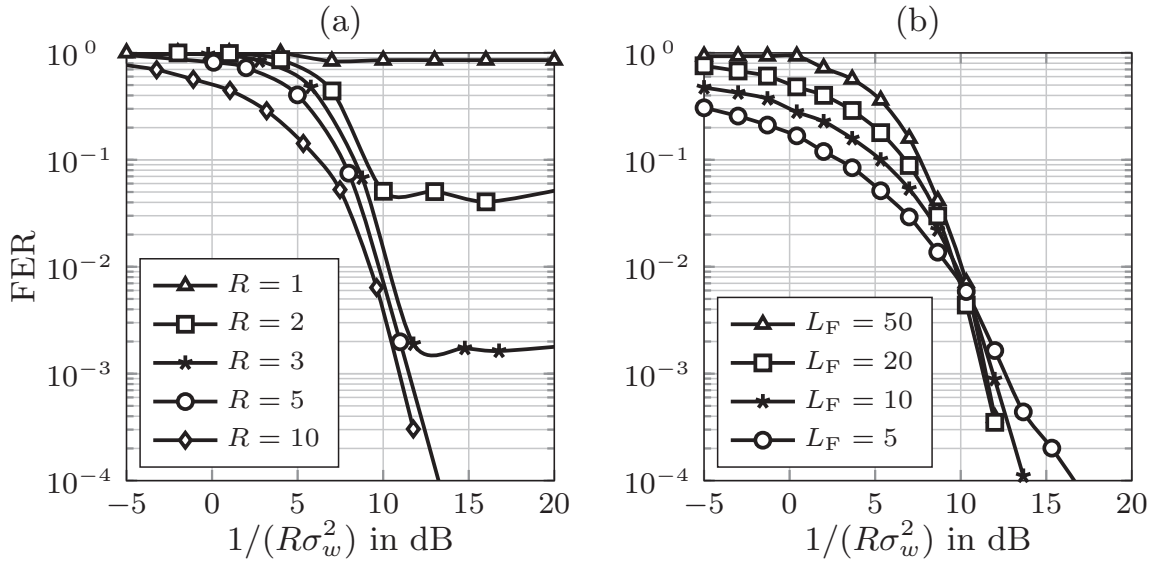 (a)
FER
10^0
10^−1
10^−2
10^−3
10^−4
R = 1
R = 2
R = 3
R = 5
R = 10
−5 0 5 10 15 20
1/(Rσ_w^2) in dB
(b)
10^0
10^−1
10^−2
10^−3
10^−4
L_F = 50
L_F = 20
L_F = 10
L_F = 5
−5 0 5 10 15 20
1/(Rσ_w^2) in dB